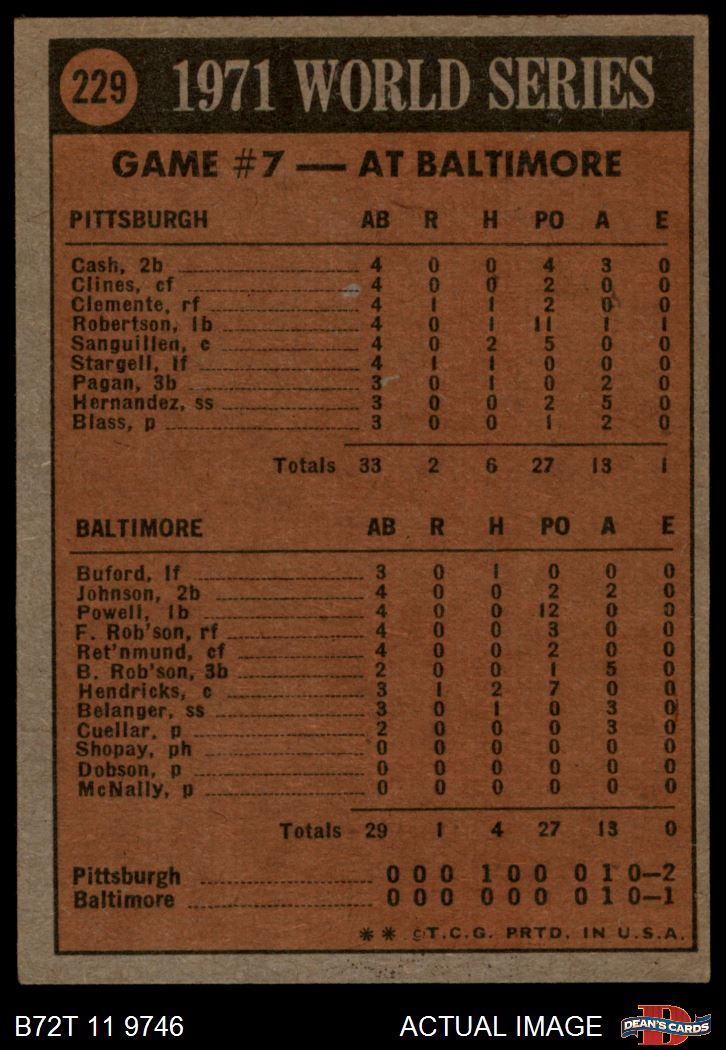 229 1971 WORLD SERIES
GAME #7 — AT BALTIMORE
PITTSBURGH AB R H PO A E
Cash, 2b 4 0 0 4 3 0
Clines, cf 4 0 0 2 0 0
Clemente, rf 4 1 1 2 0 0
Robertson, 1b 4 0 1 11 1 1
Sanguillen, c 4 0 2 5 0 0
Stargell, lf 4 1 1 0 0 0
Pagan, 3b 3 0 1 0 2 0
Hernandez, ss 3 0 0 2 5 0
Blass, p 3 0 0 1 2 0
Totals 33 2 6 27 13 1
BALTIMORE AB R H PO A E
Buford, lf 3 0 1 0 0 0
Johnson, 2b 4 0 0 2 2 0
Powell, 1b 4 0 0 12 0 0
F. Rob'son, rf 4 0 0 3 0 0
Ret'nmund, cf 4 0 0 2 0 0
B. Rob'son, 3b 2 0 0 1 5 0
Hendricks, c 3 1 2 7 0 0
Belanger, ss 3 0 1 0 3 0
Cuellar, p 2 0 0 0 3 0
Shopay, ph 0 0 0 0 0 0
Dobson, p 0 0 0 0 0 0
McNally, p 0 0 0 0 0 0
Totals 29 1 4 27 13 0
Pittsburgh 0 0 0 1 0 0 0 1 0—2
Baltimore 0 0 0 0 0 0 0 1 0—1
** ©T.C.G. PRTD. IN U.S.A.
B72T 11 9746 ACTUAL IMAGE D DEAN'S CARDS